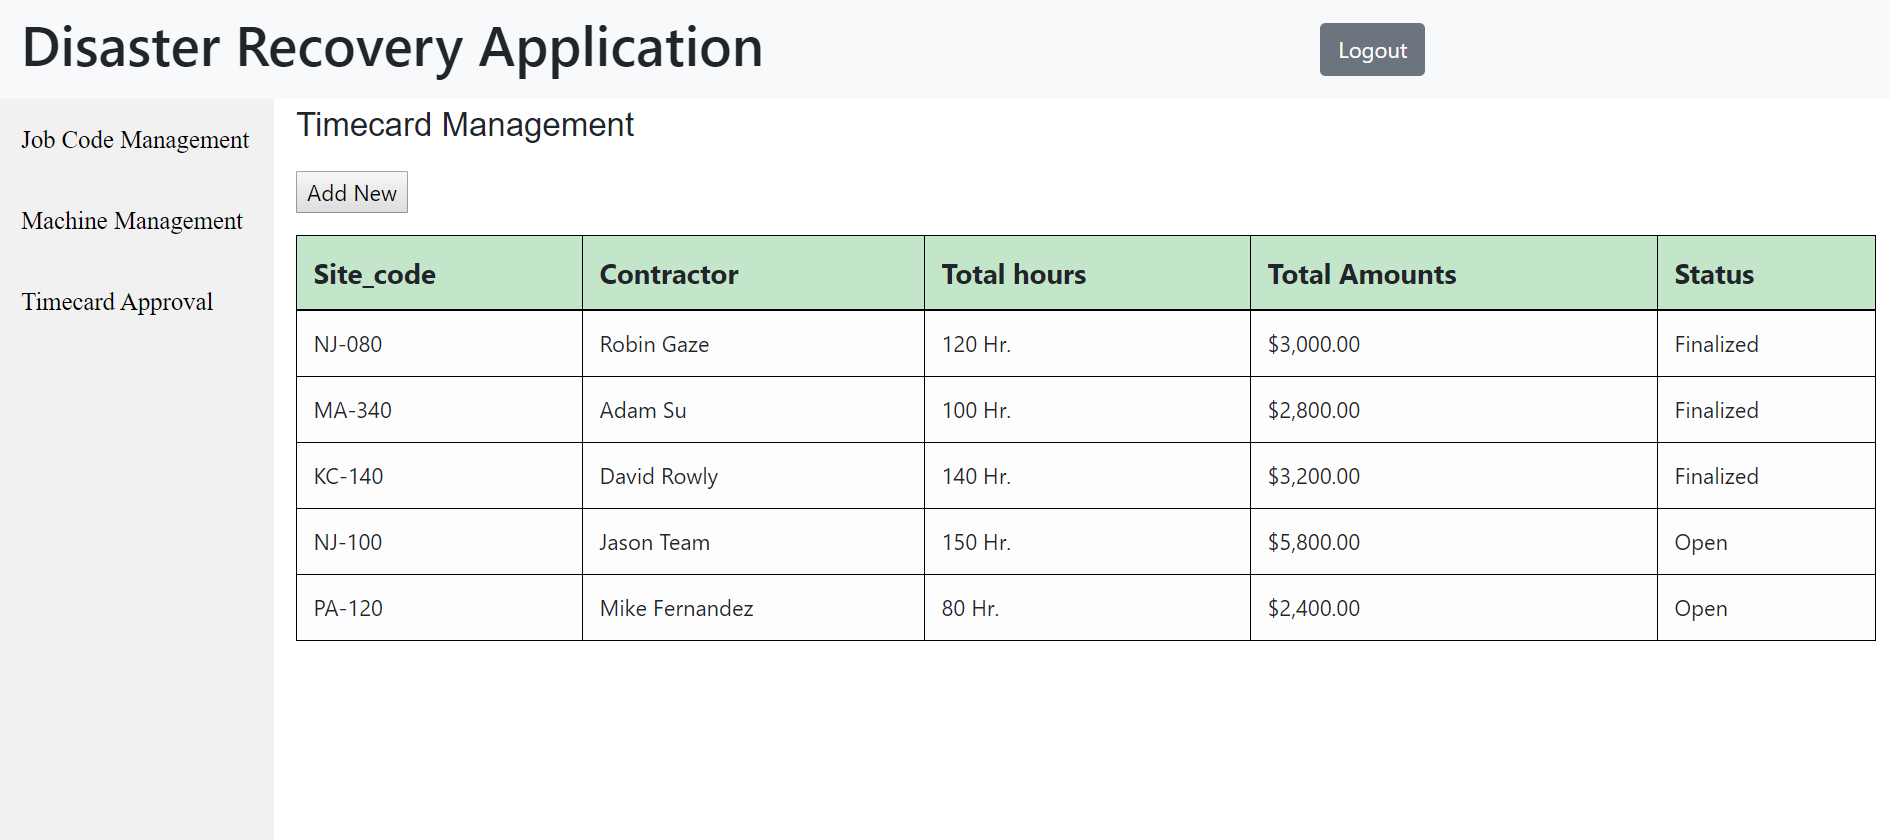 Disaster Recovery Application
Logout
Job Code Management
Machine Management
Timecard Approval
Timecard Management
Add New
Site_code Contractor Total hours Total Amounts Status
NJ-080 Robin Gaze 120 Hr. $3,000.00 Finalized
MA-340 Adam Su 100 Hr. $2,800.00 Finalized
KC-140 David Rowly 140 Hr. $3,200.00 Finalized
NJ-100 Jason Team 150 Hr. $5,800.00 Open
PA-120 Mike Fernandez 80 Hr. $2,400.00 Open